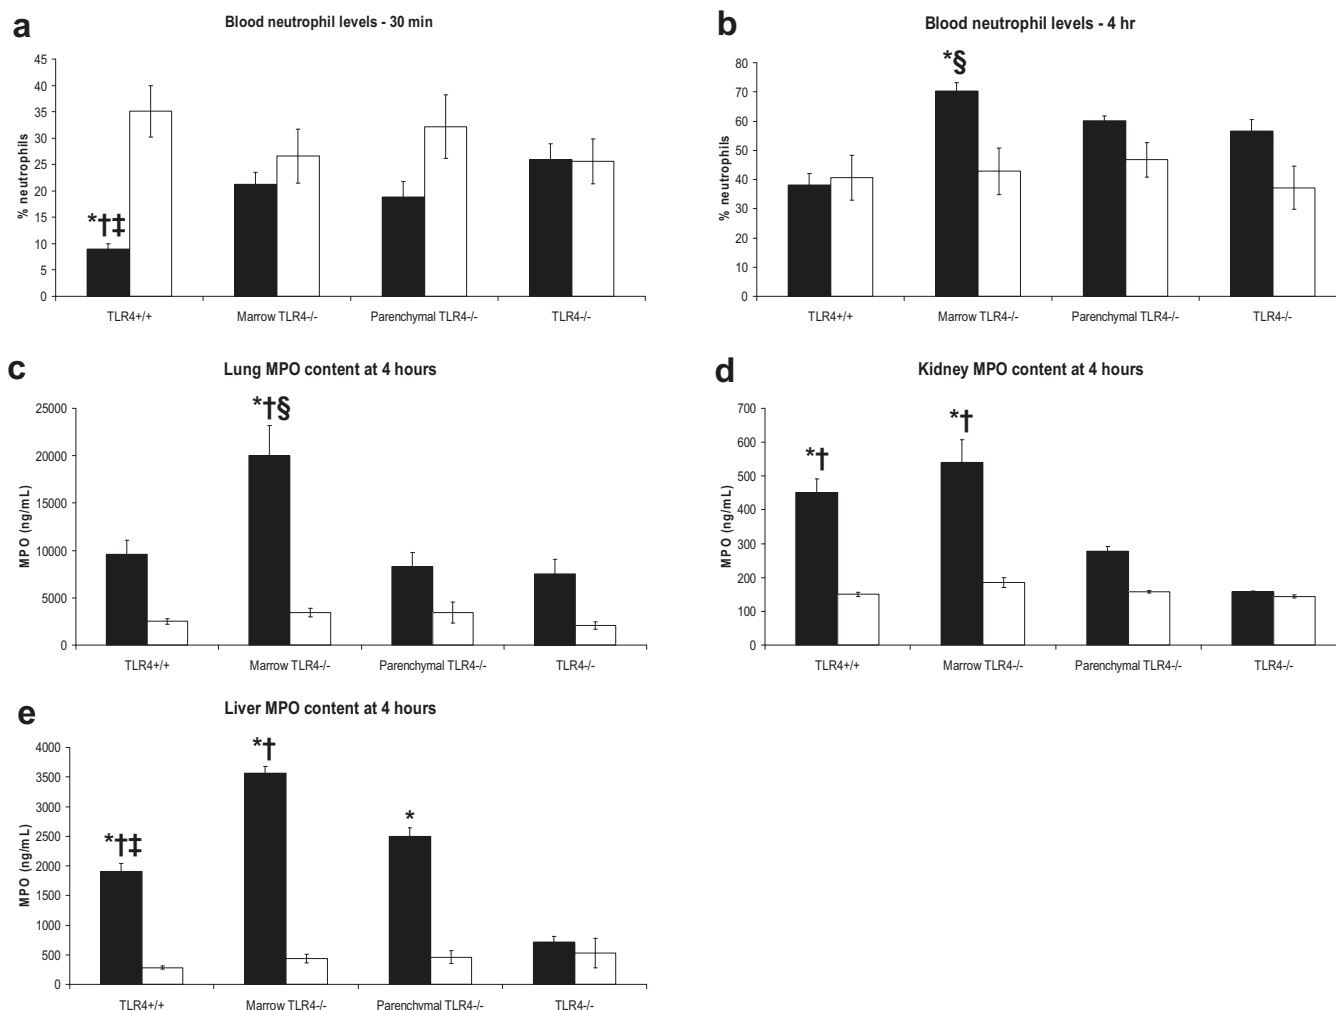 a
Blood neutrophil levels - 30 min
% neutrophils
45
40
35
30
25
20
15
10
5
0
*†‡
TLR4+/+ Marrow TLR4-/- Parenchymal TLR4-/- TLR4-/-
b
Blood neutrophil levels - 4 hr
% neutrophils
80
70
60
50
40
30
20
10
0
*§
TLR4+/+ Marrow TLR4-/- Parenchymal TLR4-/- TLR4-/-
c
Lung MPO content at 4 hours
MPO (ng/mL)
25000
20000
15000
10000
5000
0
*†§
TLR4+/+ Marrow TLR4-/- Parenchymal TLR4-/- TLR4-/-
d
Kidney MPO content at 4 hours
MPO (ng/mL)
700
600
500
400
300
200
100
0
*†
*†
TLR4+/+ Marrow TLR4-/- Parenchymal TLR4-/- TLR4-/-
e
Liver MPO content at 4 hours
MPO (ng/mL)
4000
3500
3000
2500
2000
1500
1000
500
0
*†‡
*†
*
TLR4+/+ Marrow TLR4-/- Parenchymal TLR4-/- TLR4-/-